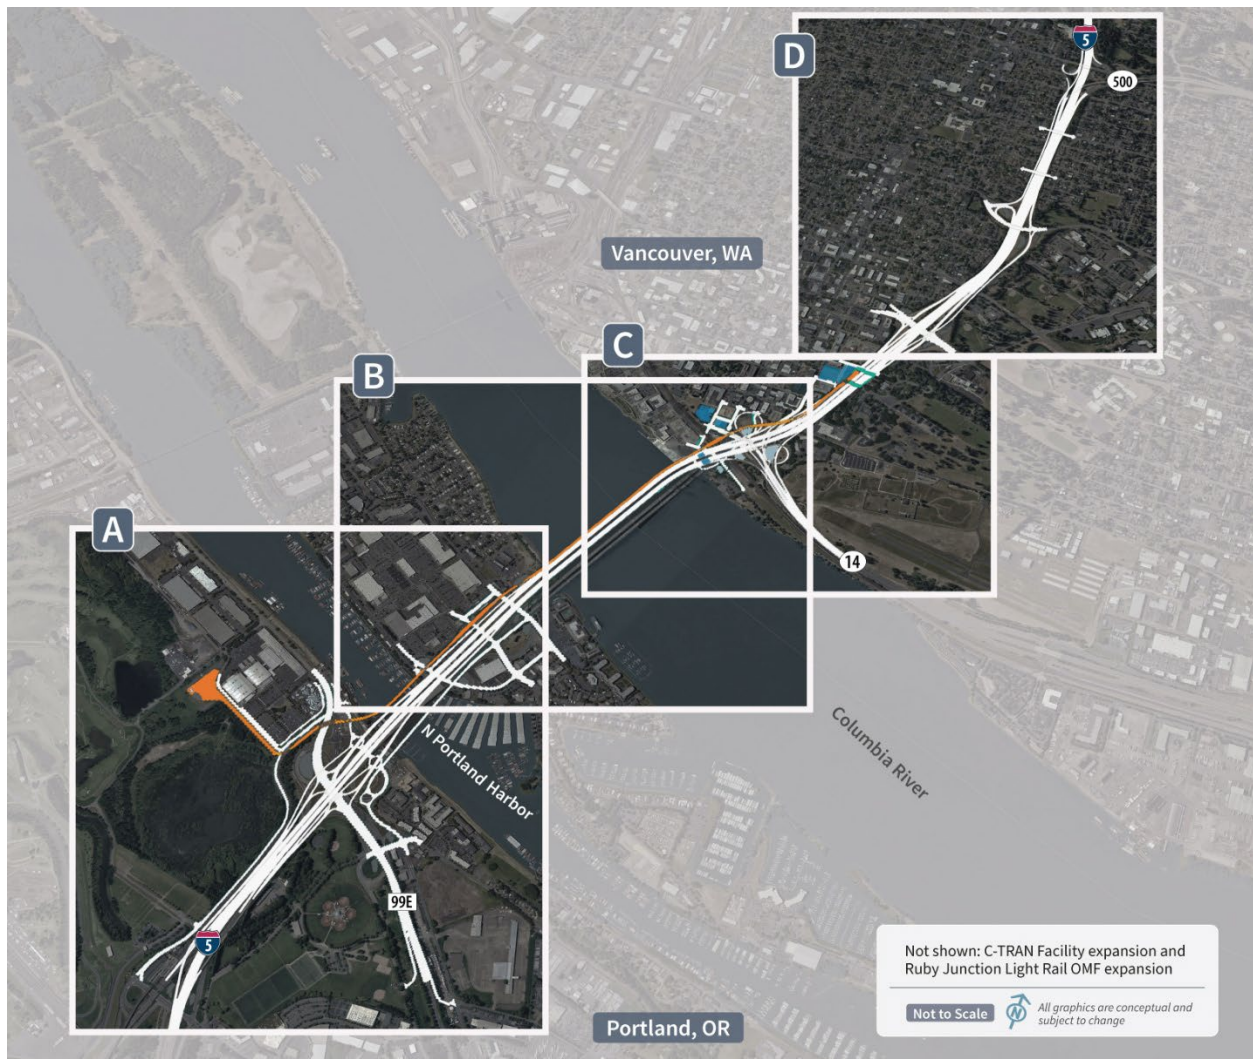 D
5
500
Vancouver, WA
C
B
A
14
Columbia River
N Portland Harbor
99E
5
Not shown: C-TRAN Facility expansion and
Ruby Junction Light Rail OMF expansion
Not to Scale
N
All graphics are conceptual and
subject to change
Portland, OR